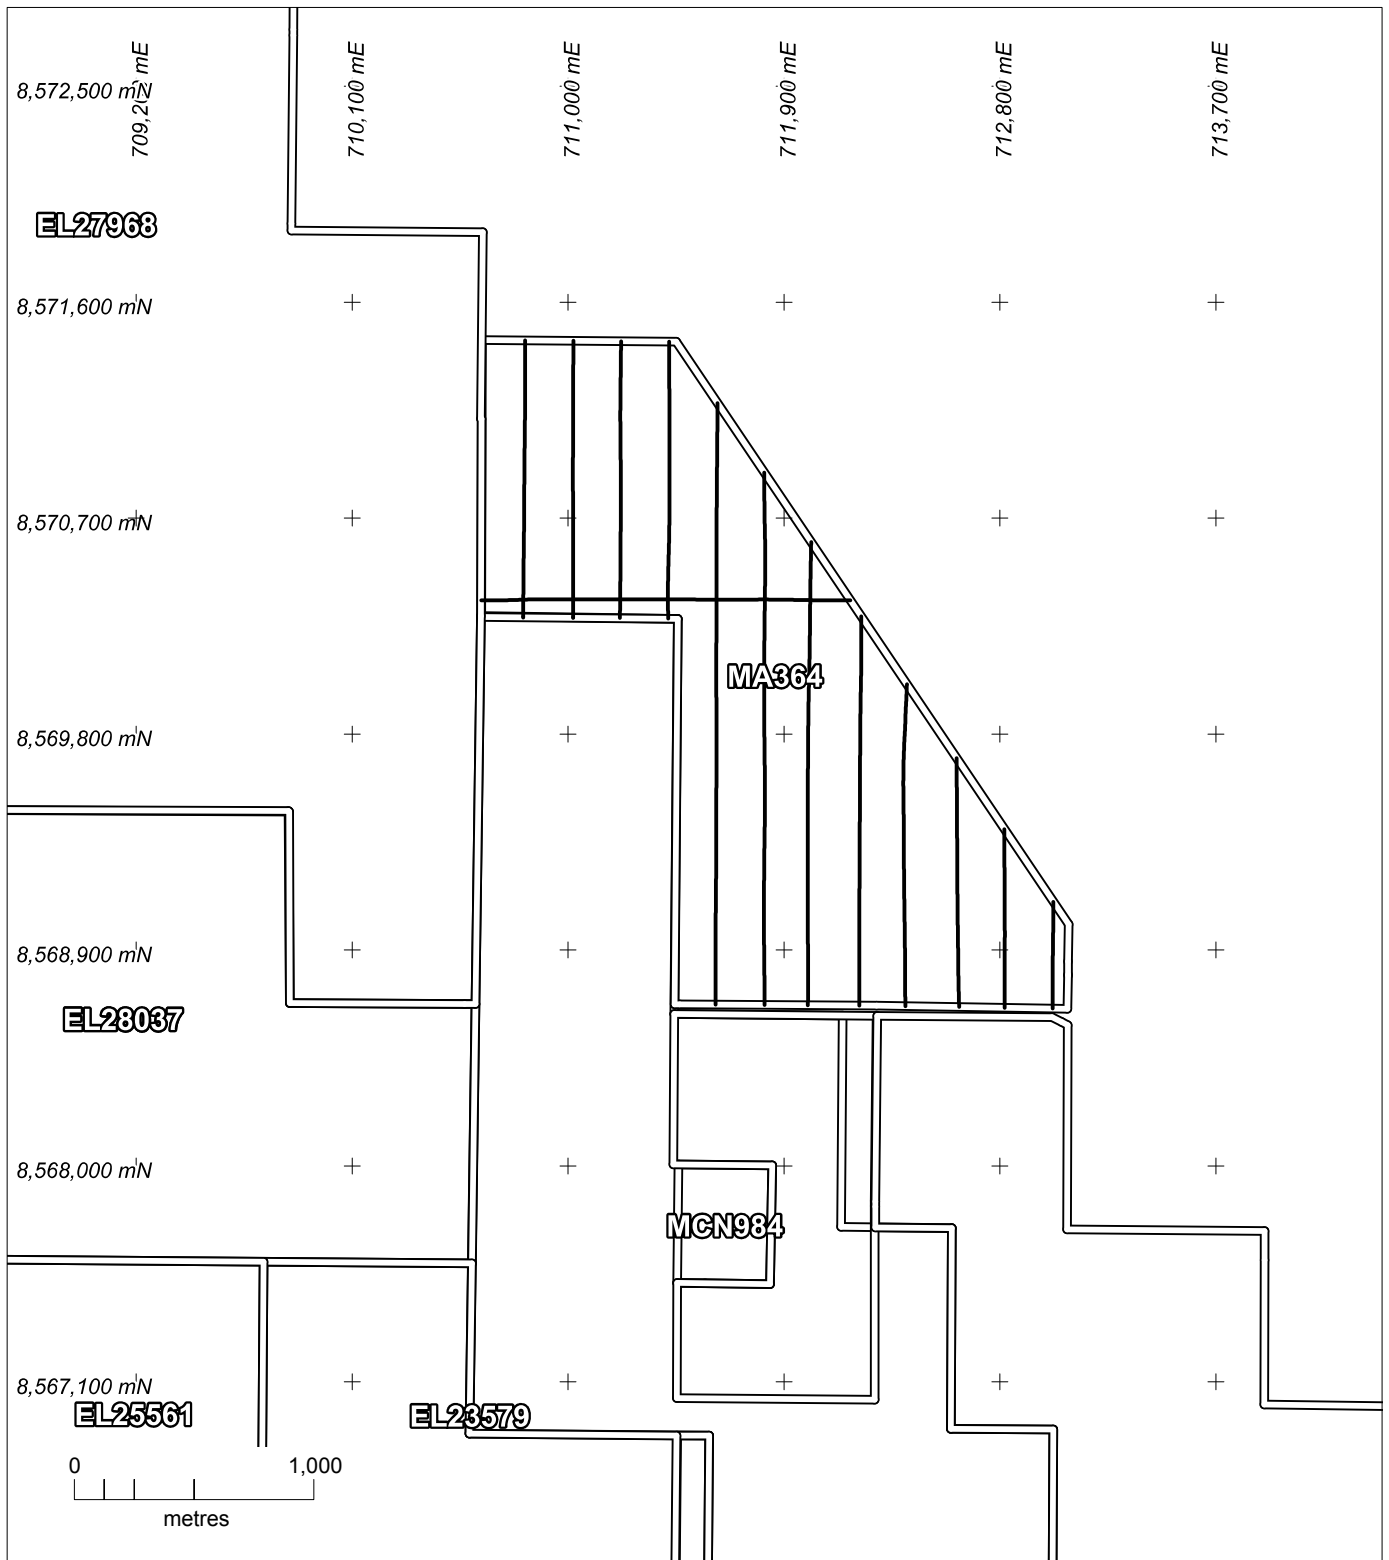 709,200 mE
710,100 mE
711,000 mE
711,900 mE
712,800 mE
713,700 mE
8,572,500 mN
EL27968
8,571,600 mN
8,570,700 mN
MA364
8,569,800 mN
8,568,900 mN
EL28037
8,568,000 mN
MCN984
8,567,100 mN
EL25561
EL23579
0 1,000
metres